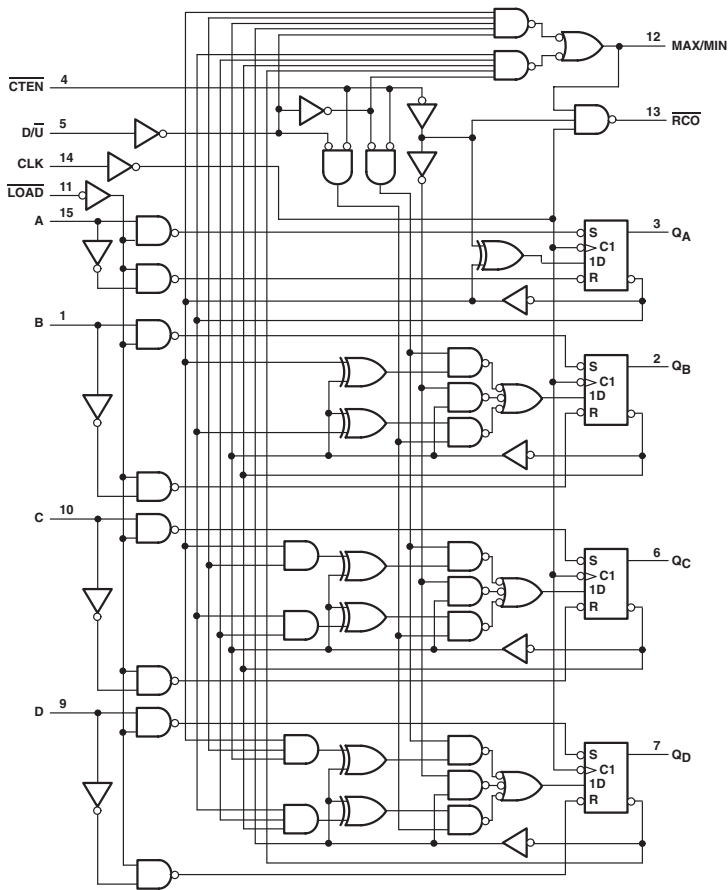 12
MAX/MIN
CTEN 4
13
RCO
D/U 5
CLK 14
LOAD 11
A 15
S
C1
1D
R
3
QA
B 1
S
C1
1D
R
2
QB
C 10
S
C1
1D
R
6
QC
D 9
S
C1
1D
R
7
QD